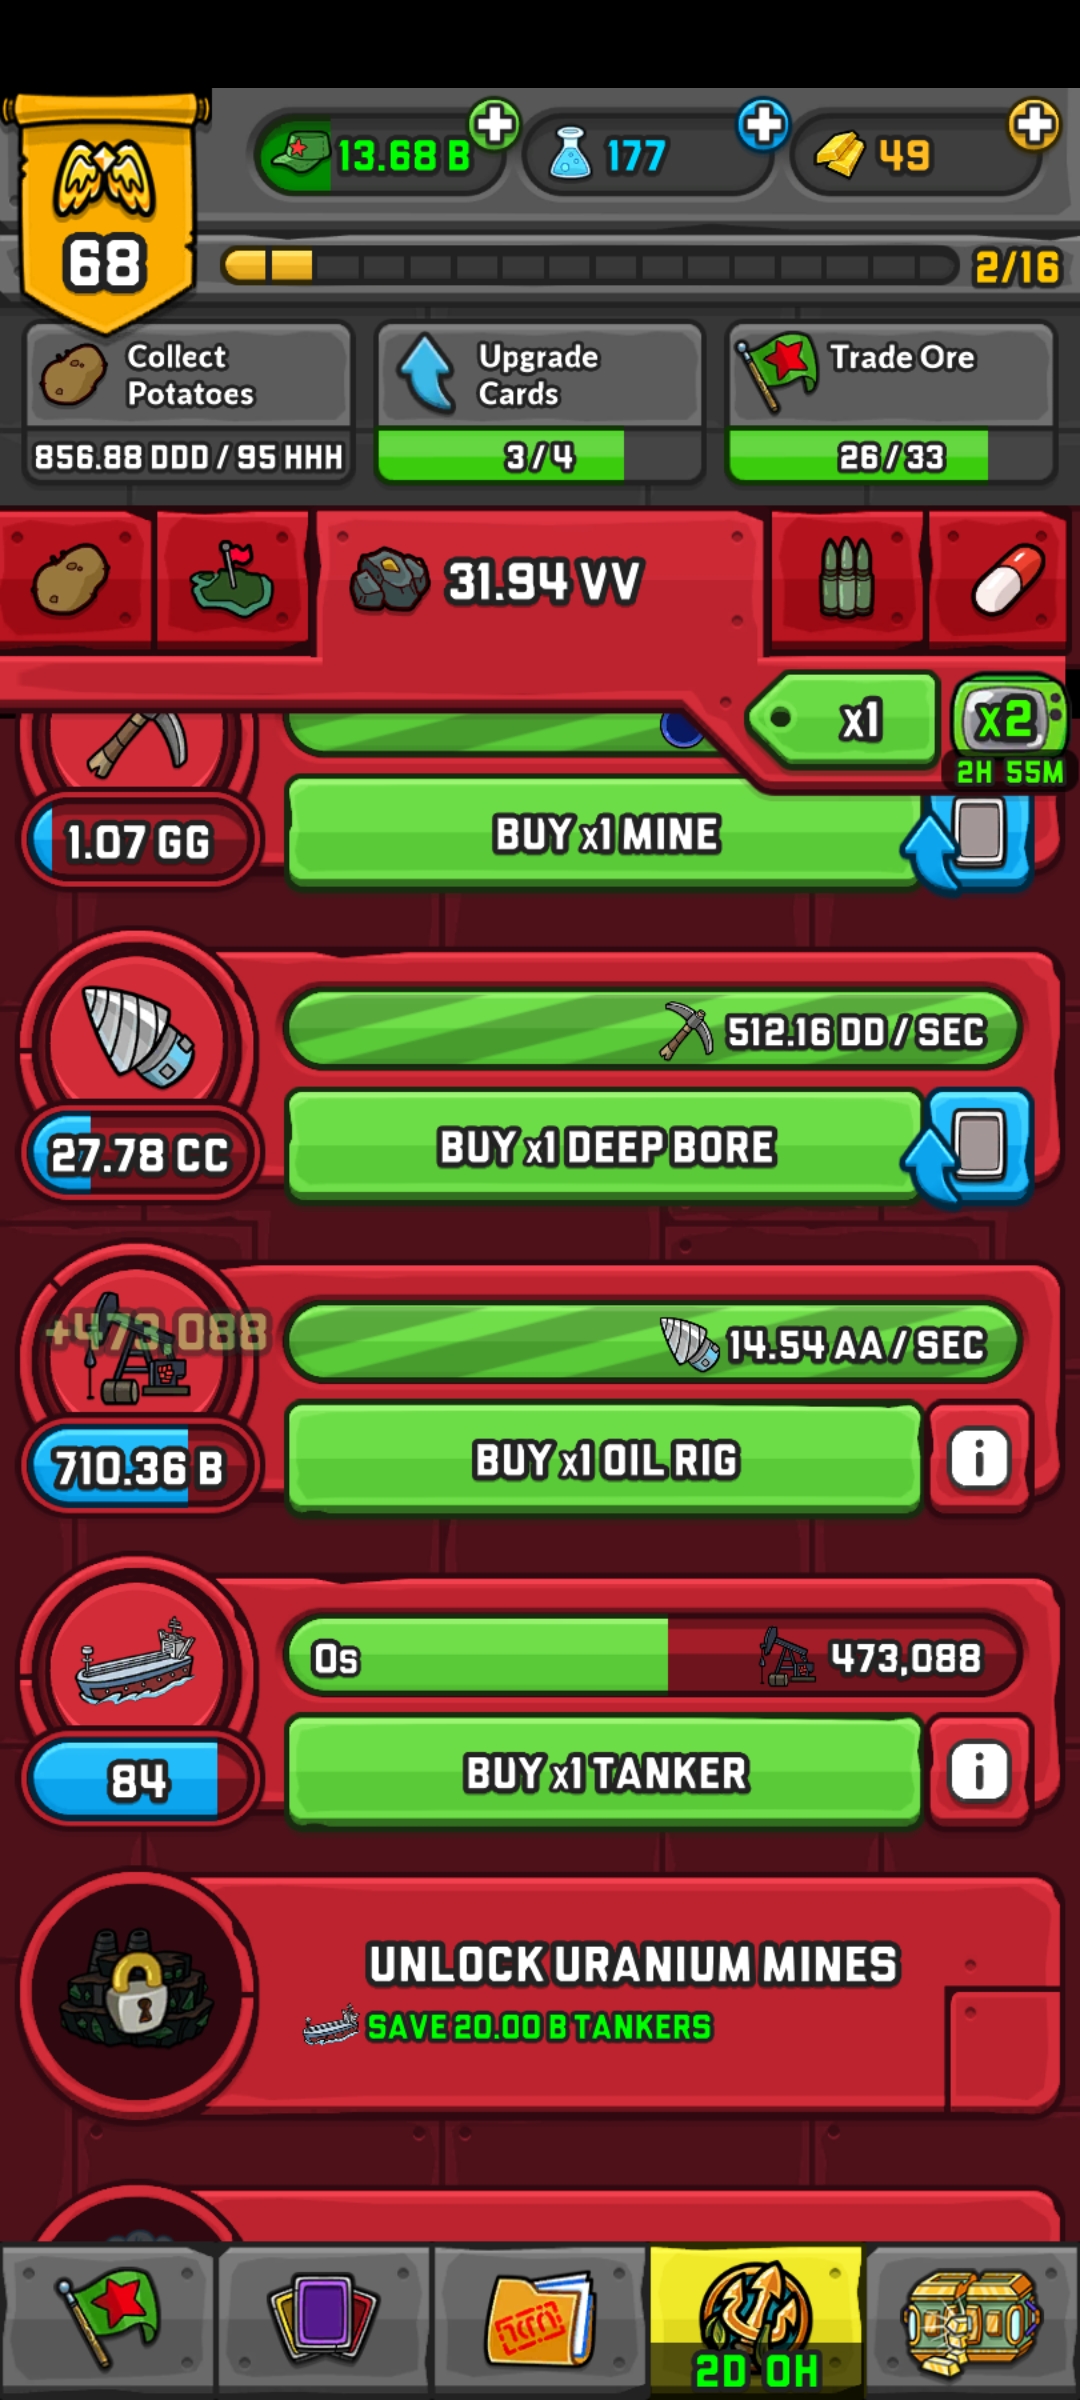 13.68 B
177
49
68
2/16
Collect
Potatoes
856.88 DDD / 95 HHH
Upgrade
Cards
3/4
Trade Ore
26/33
31.94 VV
x1
x2
2H 55M
1.07 GG
BUY x1 MINE
512.16 DD / SEC
27.78 CC
BUY x1 DEEP BORE
+473,088
14.54 AA / SEC
710.36 B
BUY x1 OIL RIG
i
0s
473,088
84
BUY x1 TANKER
i
UNLOCK URANIUM MINES
SAVE 20.00 B TANKERS
2D 0H